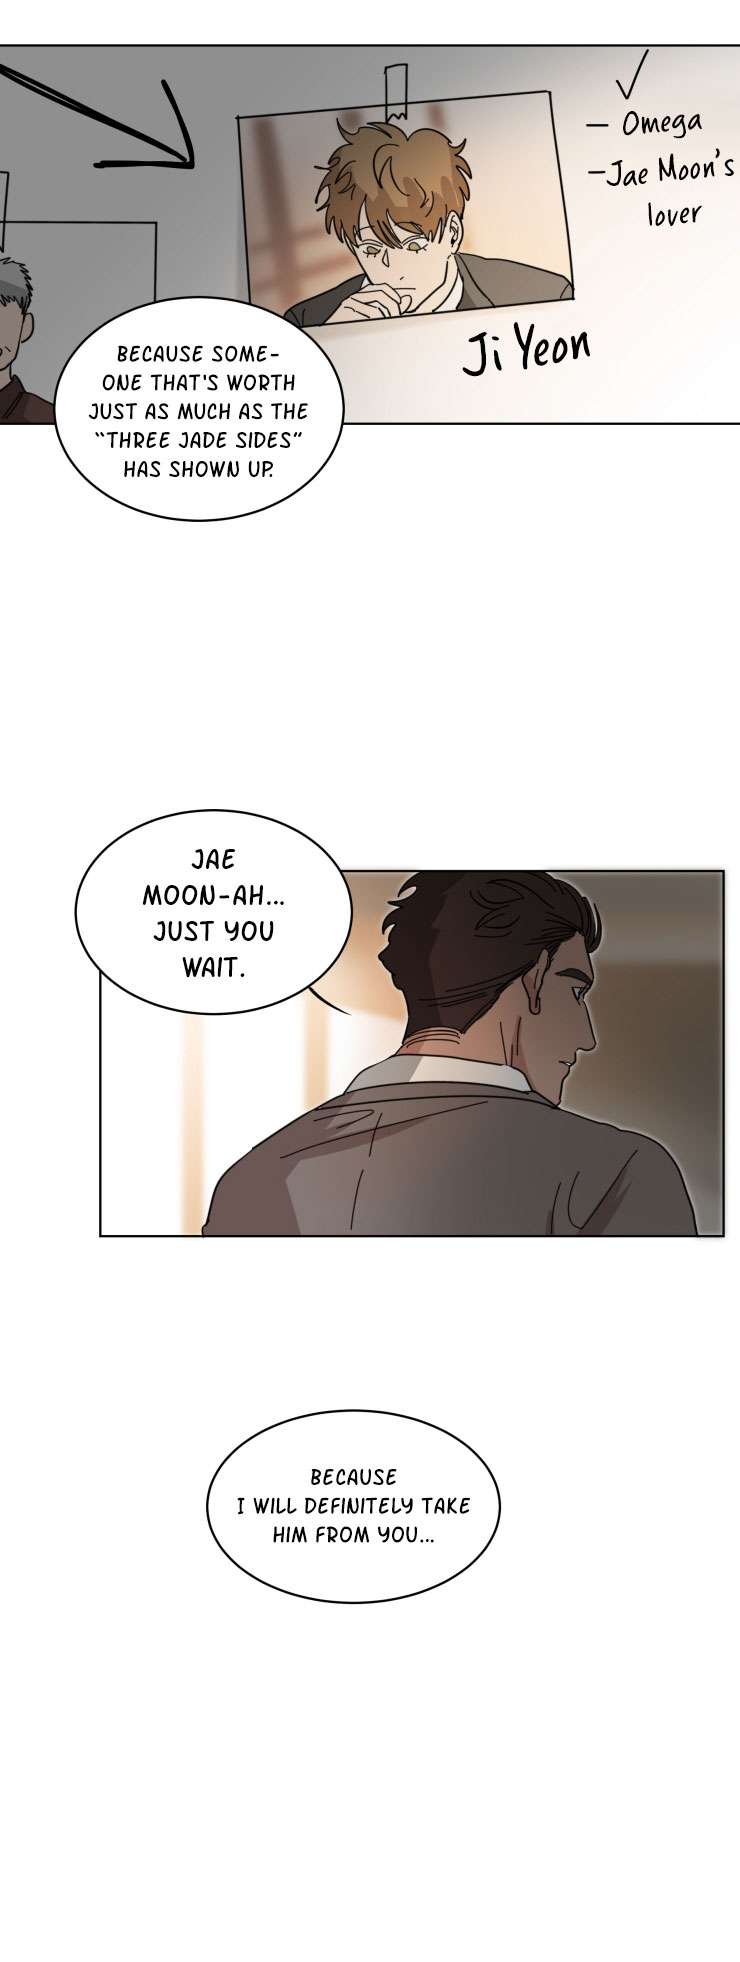 - Omega
-Jae Moon's
lover
Ji Yeon
BECAUSE SOME-
ONE THAT'S WORTH
JUST AS MUCH AS THE
“THREE JADE SIDES”
HAS SHOWN UP.
JAE
MOON-AH...
JUST YOU
WAIT.
BECAUSE
I WILL DEFINITELY TAKE
HIM FROM YOU...